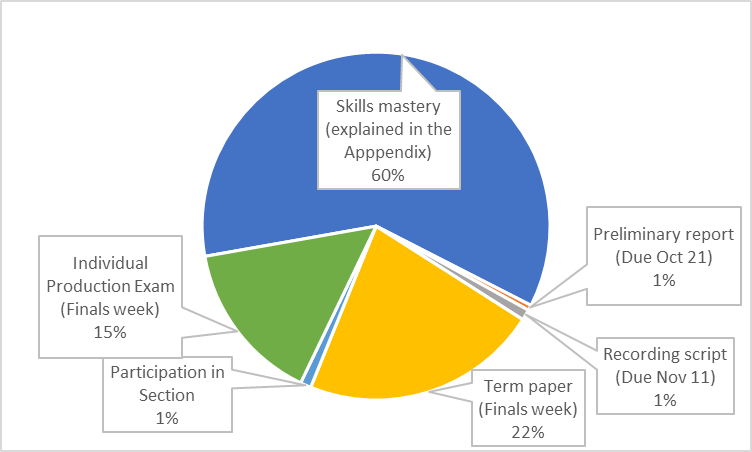 Skills mastery
(explained in the
Apppendix)
60%
Preliminary report
(Due Oct 21)
1%
Individual
Production Exam
(Finals week)
15%
Recording script
(Due Nov 11)
1%
Participation in
Section
1%
Term paper
(Finals week)
22%